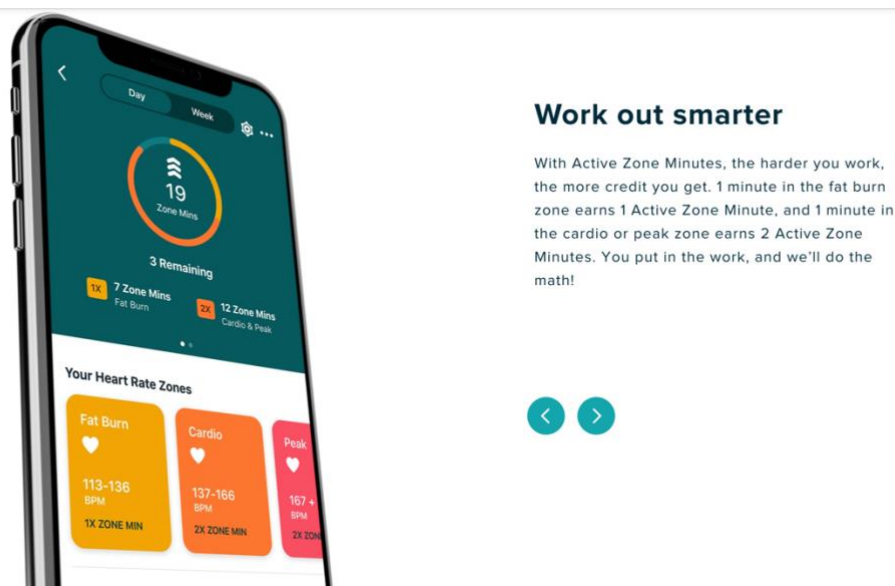 Day
Week
19
Zone Mins
3 Remaining
1X
7 Zone Mins
Fat Burn
2X
12 Zone Mins
Cardio & Peak
Your Heart Rate Zones
Fat Burn
113-136
BPM
1X ZONE MIN
Cardio
137-166
BPM
2X ZONE MIN
Peak
167 +
BPM
2X ZON
Work out smarter
With Active Zone Minutes, the harder you work,
the more credit you get. 1 minute in the fat burn
zone earns 1 Active Zone Minute, and 1 minute in
the cardio or peak zone earns 2 Active Zone
Minutes. You put in the work, and we’ll do the
math!